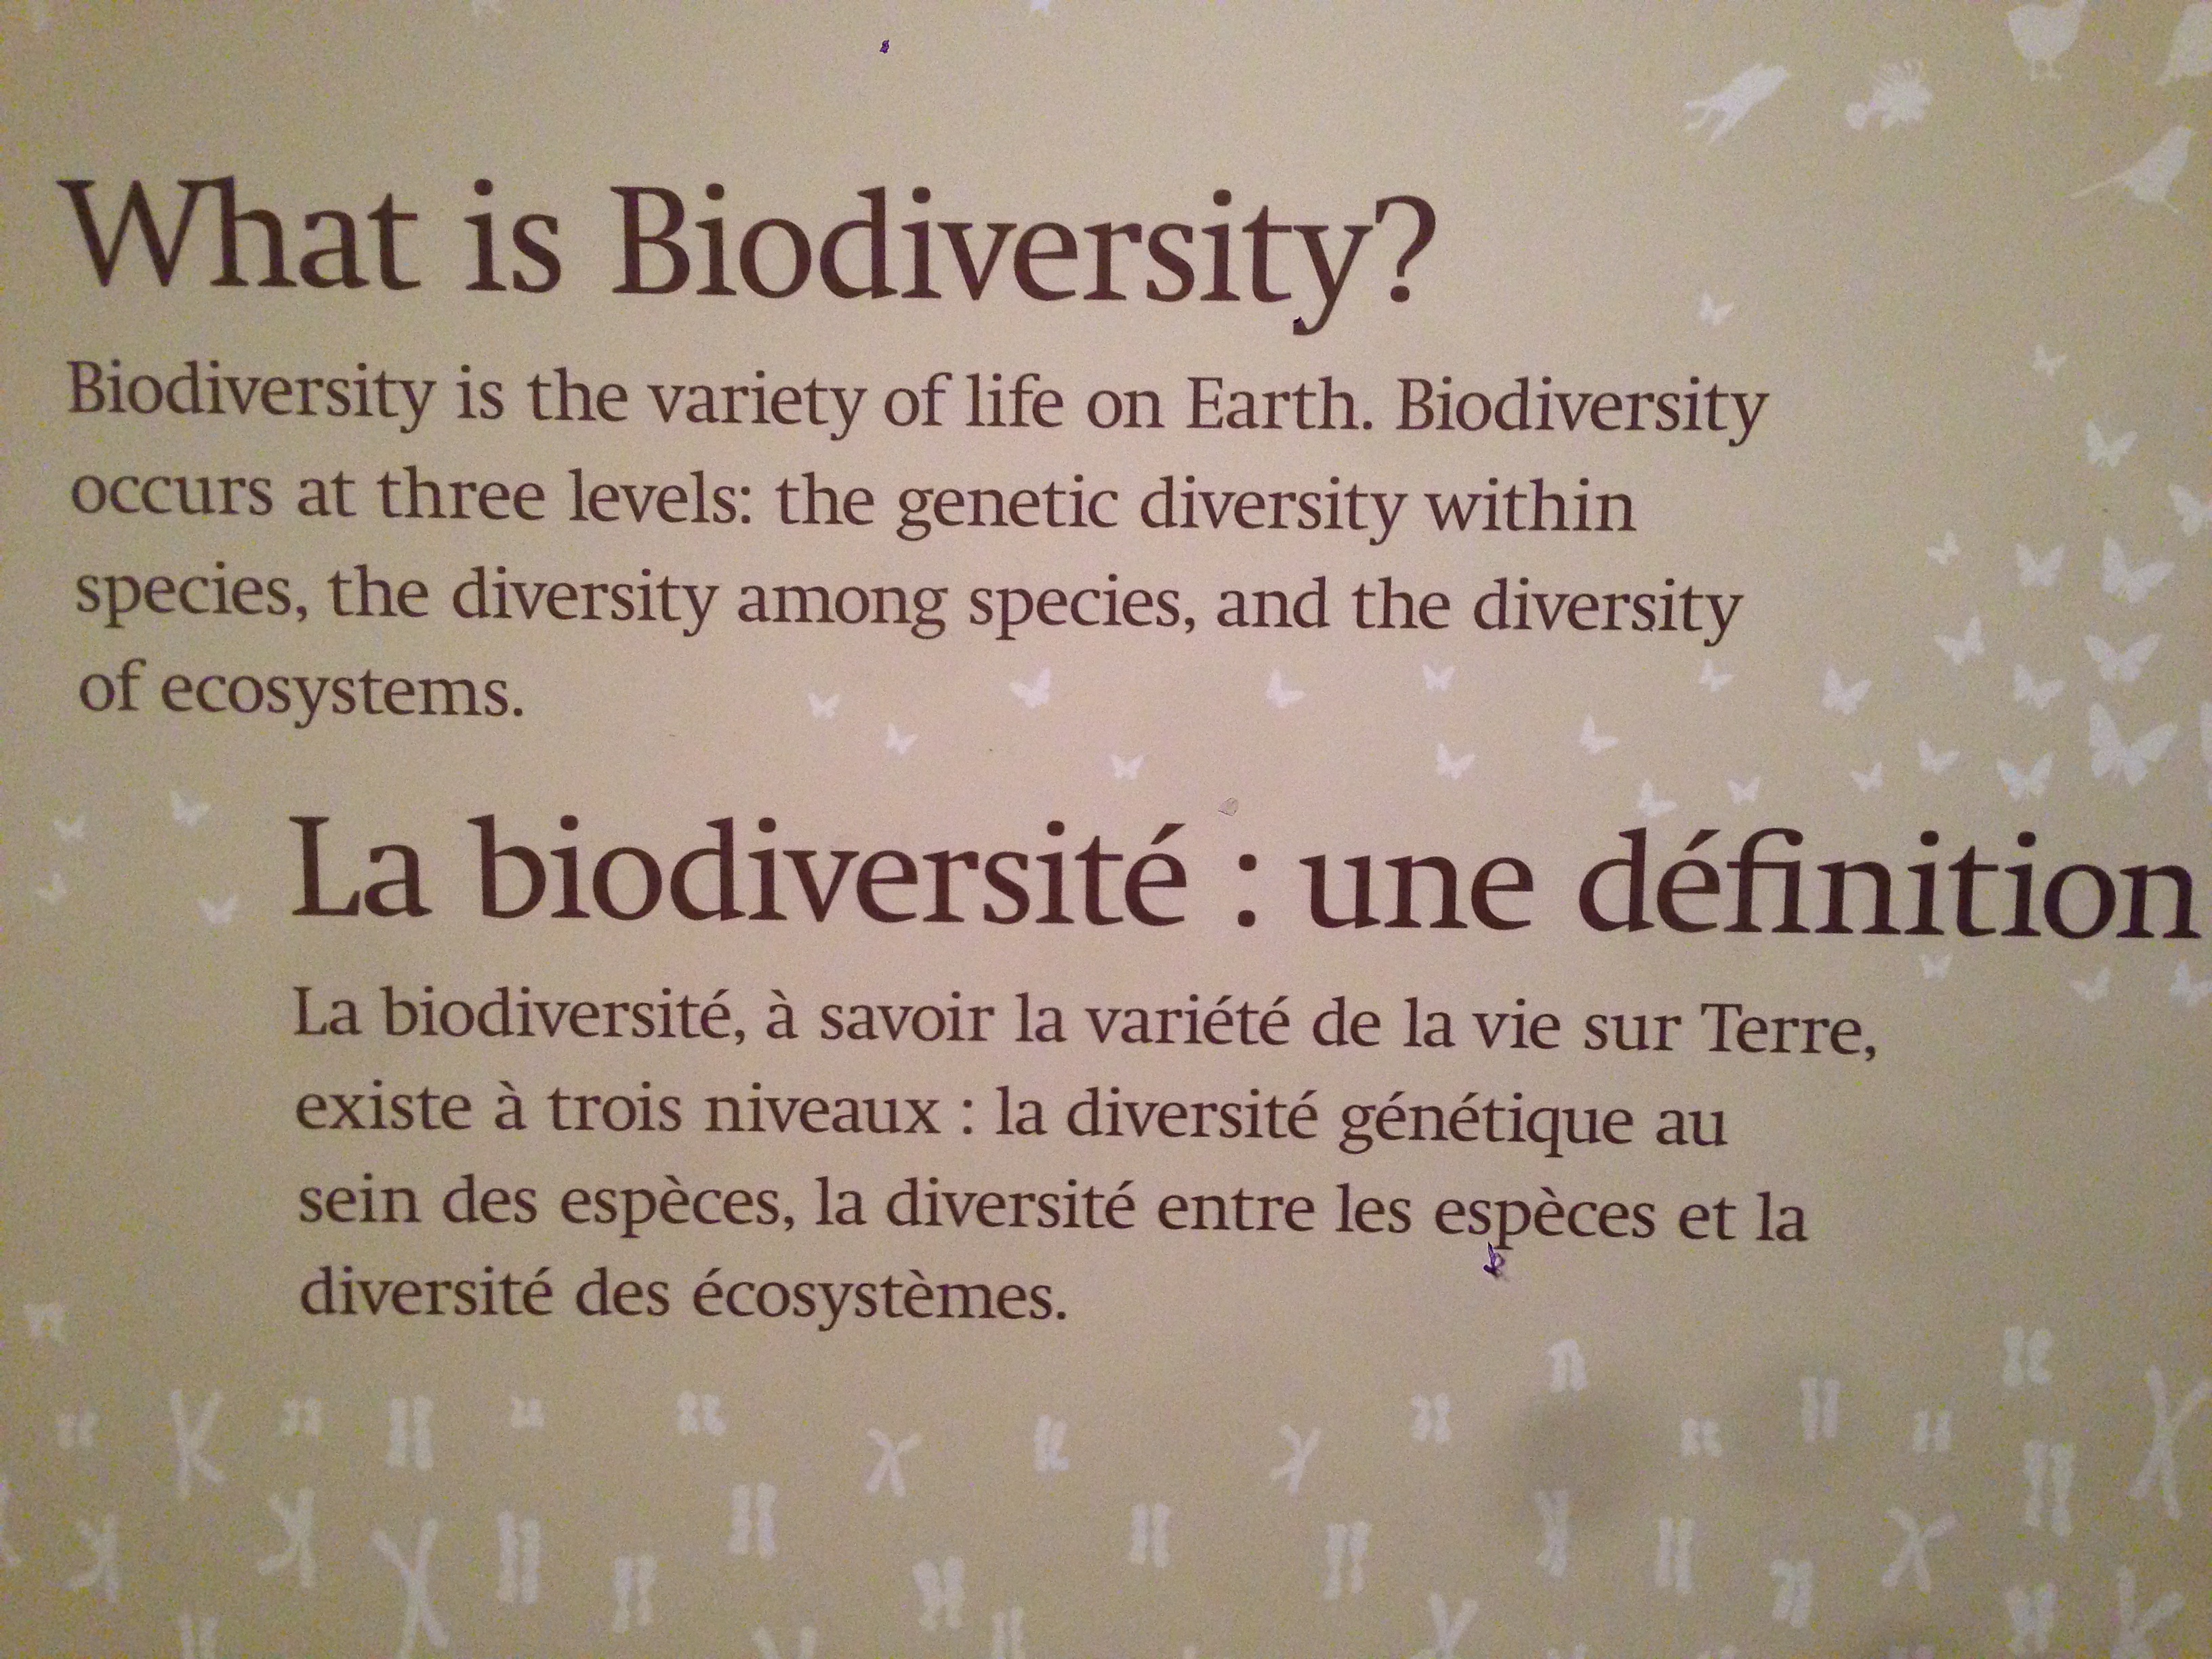 What is Biodiversity?
Biodiversity is the variety of life on Earth. Biodiversity
occurs at three levels: the genetic diversity within
species, the diversity among species, and the diversity
of ecosystems.
La biodiversité : une définition
La biodiversité, à savoir la variété de la vie sur Terre,
existe à trois niveaux : la diversité génétique au
sein des espèces, la diversité entre les espèces et la
diversité des écosystèmes.